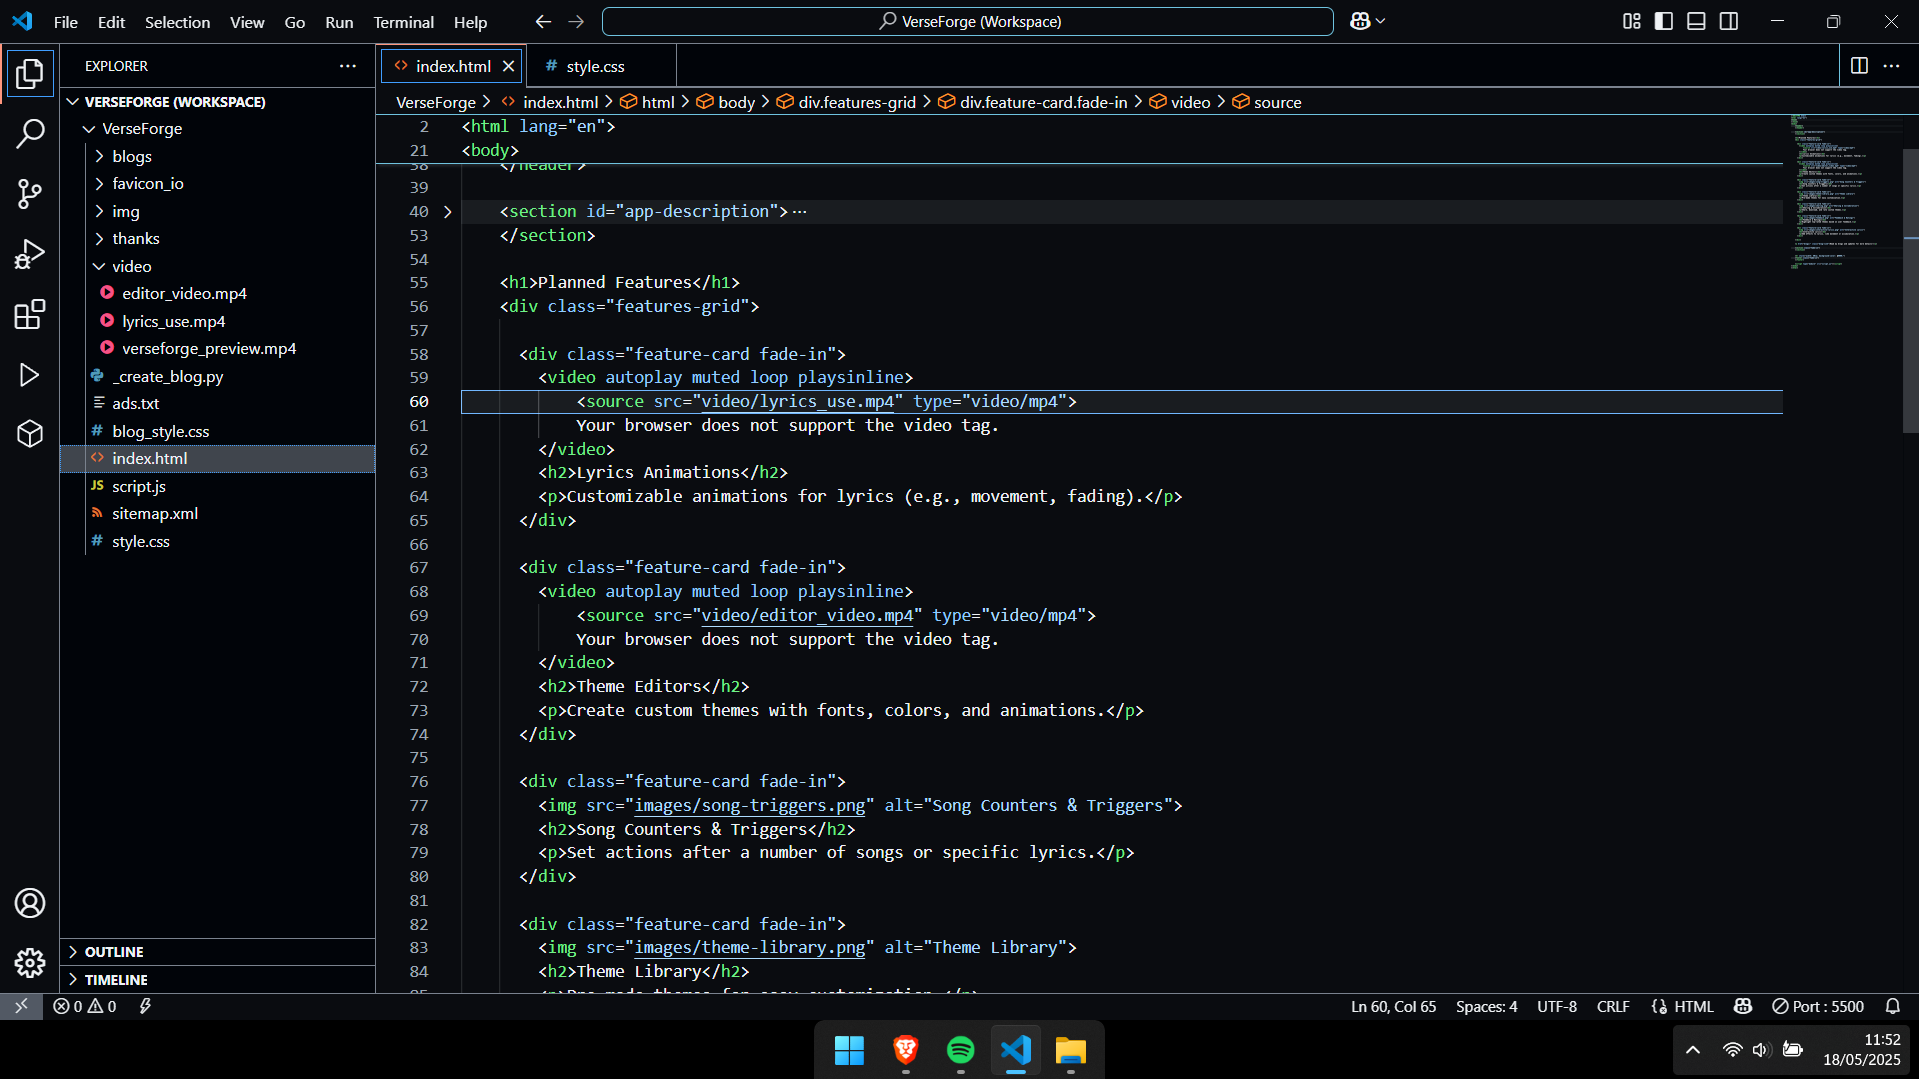 File Edit Selection View Go Run Terminal Help
VerseForge (Workspace)
EXPLORER
VERSEFORGE (WORKSPACE)
VerseForge
blogs
favicon_io
img
thanks
video
editor_video.mp4
lyrics_use.mp4
verseforge_preview.mp4
_create_blog.py
ads.txt
blog_style.css
index.html
script.js
sitemap.xml
style.css
OUTLINE
TIMELINE
index.html style.css
VerseForge > index.html > html > body > div.features-grid > div.feature-card.fade-in > video > source
2 <html lang="en">
21 <body>
38 </header>
39
40 <section id="app-description">⋯
53 </section>
54
55 <h1>Planned Features</h1>
56 <div class="features-grid">
57
58 <div class="feature-card fade-in">
59 <video autoplay muted loop playsinline>
60 <source src="video/lyrics_use.mp4" type="video/mp4">
61 Your browser does not support the video tag.
62 </video>
63 <h2>Lyrics Animations</h2>
64 <p>Customizable animations for lyrics (e.g., movement, fading).</p>
65 </div>
66
67 <div class="feature-card fade-in">
68 <video autoplay muted loop playsinline>
69 <source src="video/editor_video.mp4" type="video/mp4">
70 Your browser does not support the video tag.
71 </video>
72 <h2>Theme Editors</h2>
73 <p>Create custom themes with fonts, colors, and animations.</p>
74 </div>
75
76 <div class="feature-card fade-in">
77 <img src="images/song-triggers.png" alt="Song Counters & Triggers">
78 <h2>Song Counters & Triggers</h2>
79 <p>Set actions after a number of songs or specific lyrics.</p>
80 </div>
81
82 <div class="feature-card fade-in">
83 <img src="images/theme-library.png" alt="Theme Library">
84 <h2>Theme Library</h2>
85 <p>Pre-made themes for easy customization.</p>
0 0
Ln 60, Col 65 Spaces: 4 UTF-8 CRLF HTML Port : 5500
11:52
18/05/2025